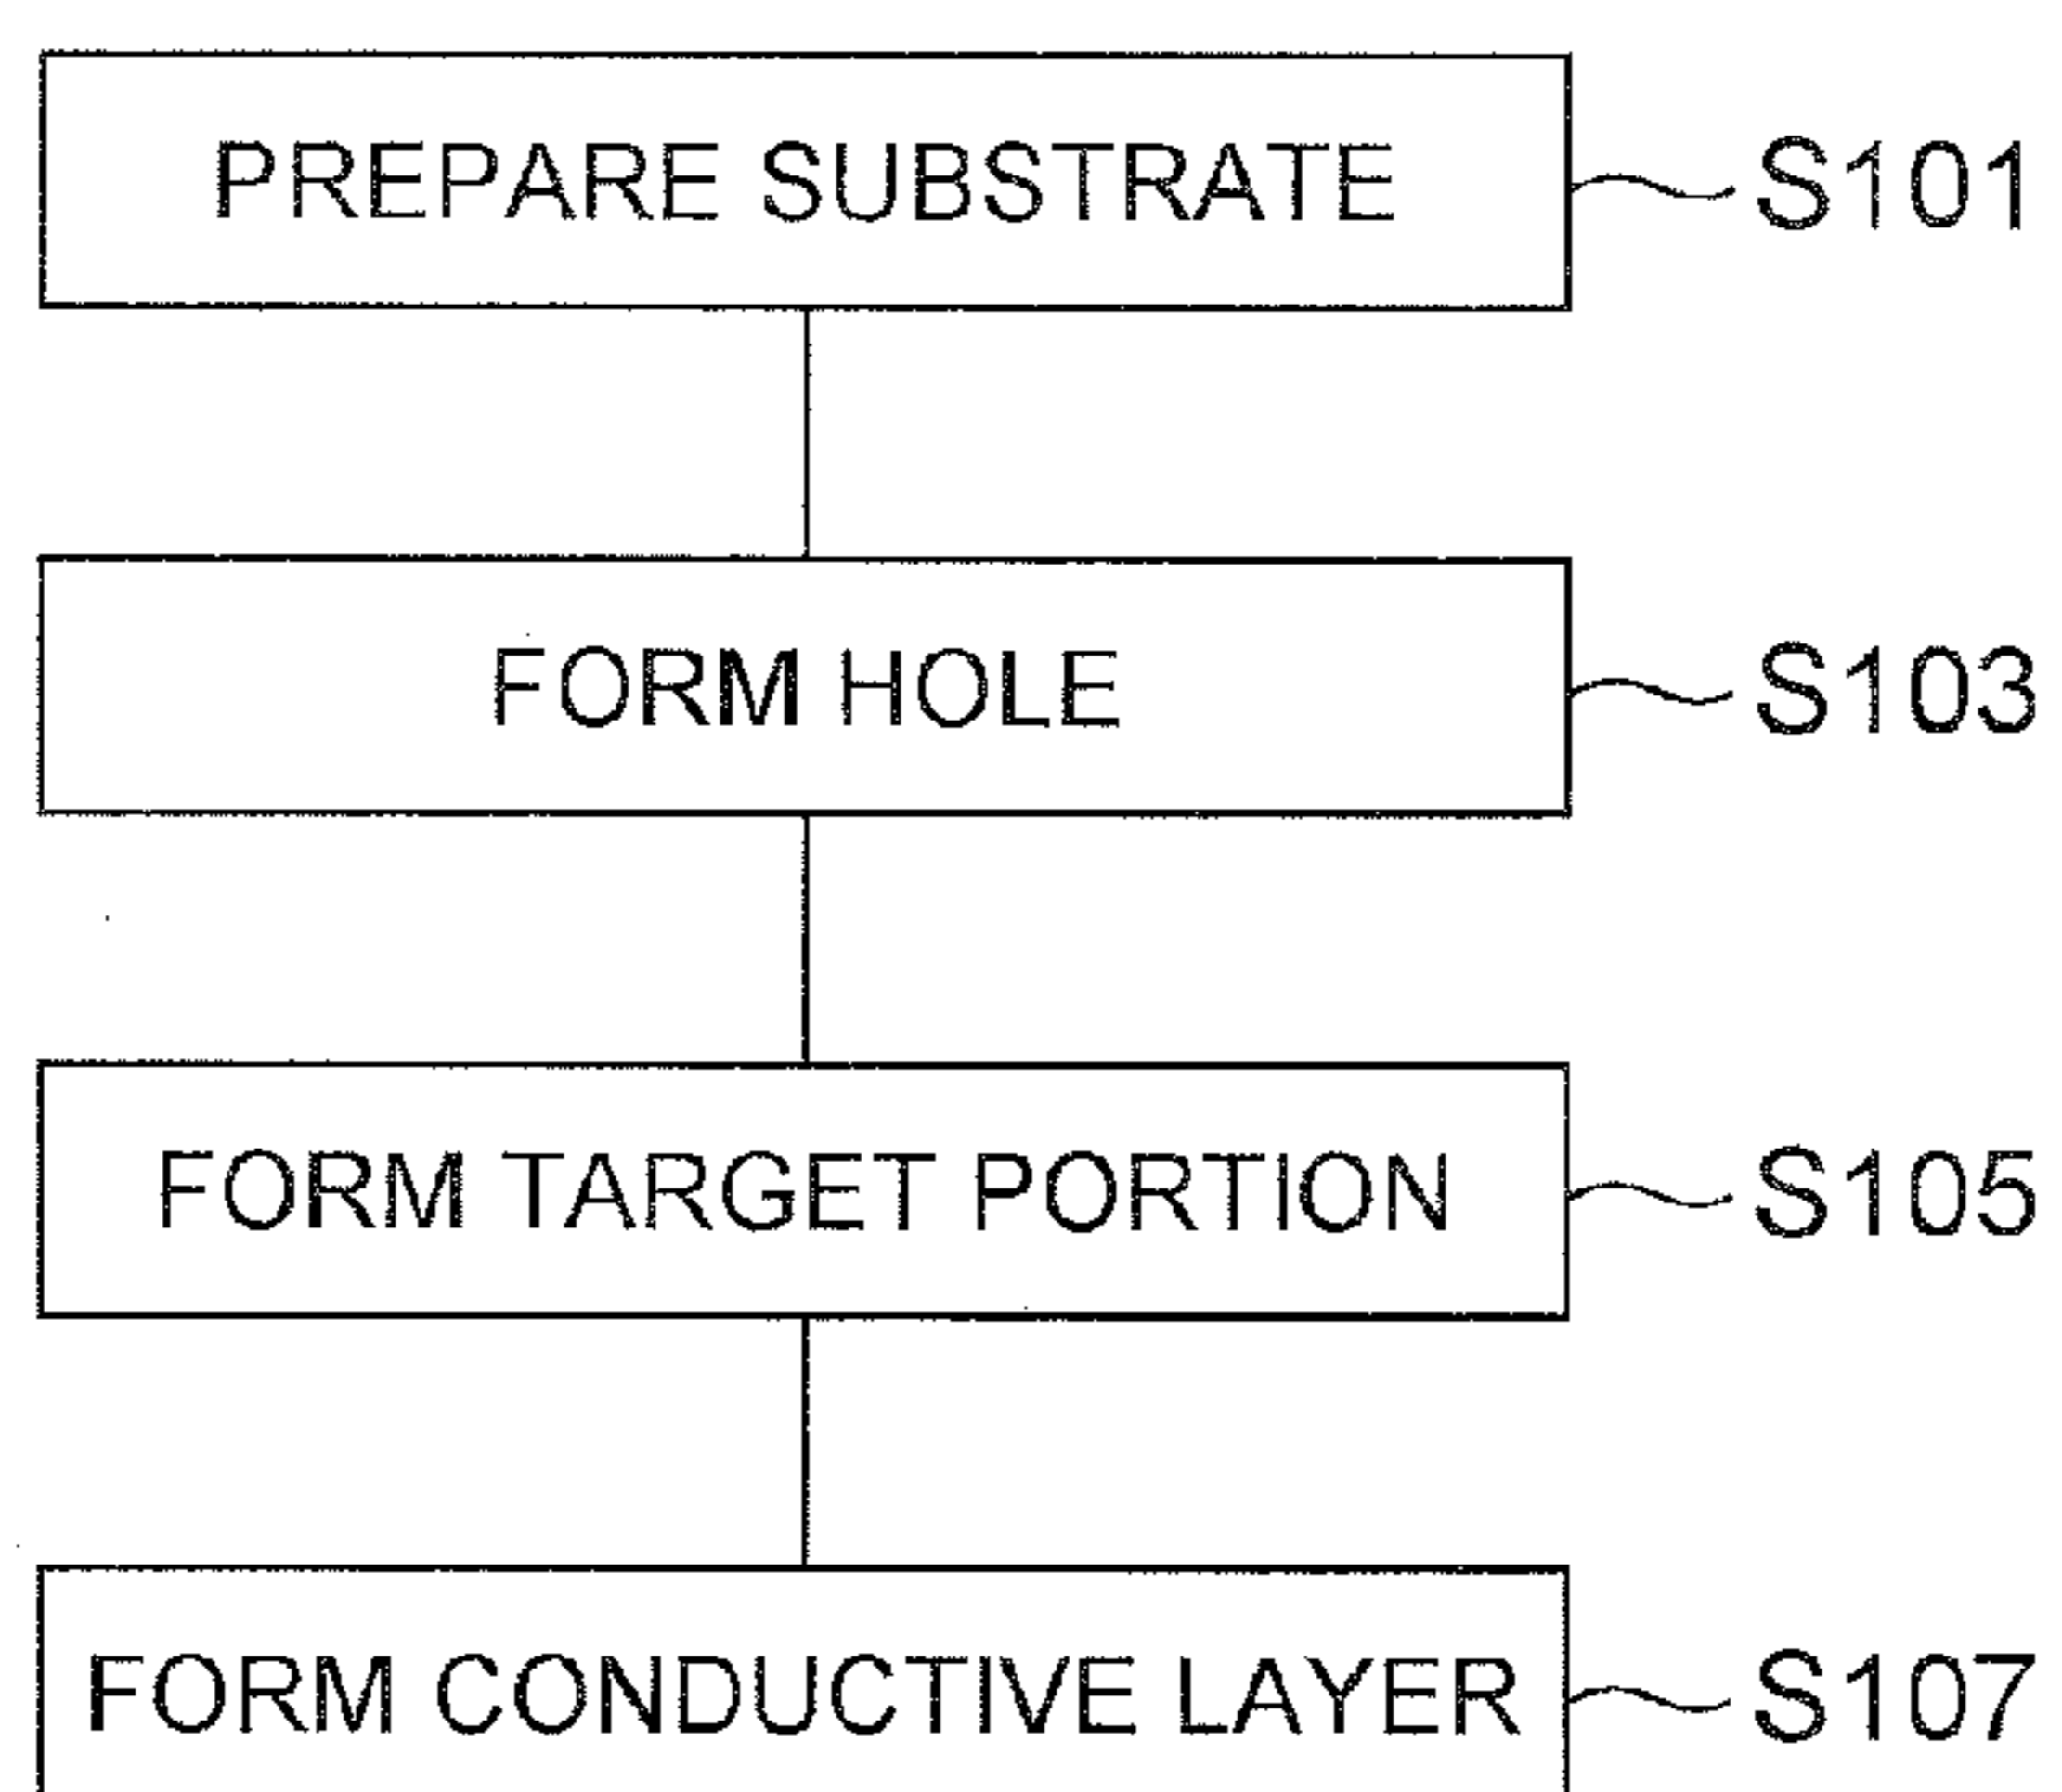 PREPARE SUBSTRATE S101
FORM HOLE S103
FORM TARGET PORTION S105
FORM CONDUCTIVE LAYER S107